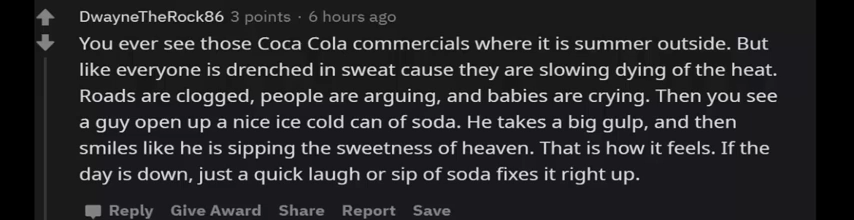 DwayneTheRock86 3 points · 6 hours ago
You ever see those Coca Cola commercials where it is summer outside. But
like everyone is drenched in sweat cause they are slowing dying of the heat.
Roads are clogged, people are arguing, and babies are crying. Then you see
a guy open up a nice ice cold can of soda. He takes a big gulp, and then
smiles like he is sipping the sweetness of heaven. That is how it feels. If the
day is down, just a quick laugh or sip of soda fixes it right up.
Reply Give Award Share Report Save